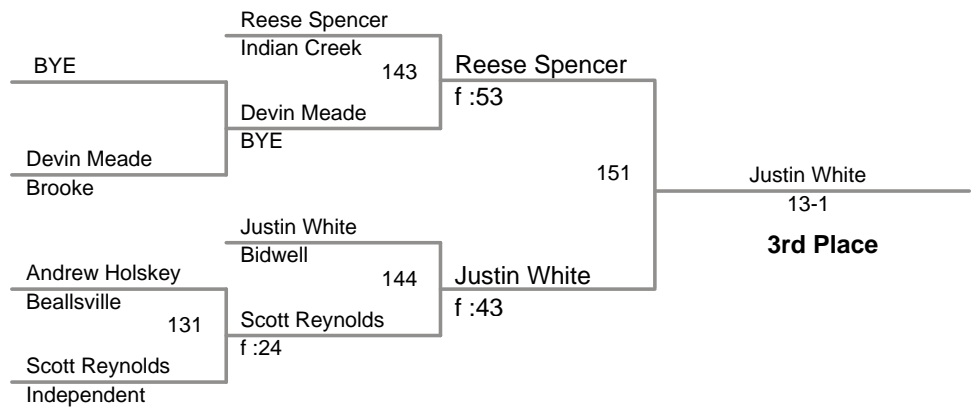 Reese Spencer
Indian Creek
BYE
143
Reese Spencer
f :53
Devin Meade
BYE
Devin Meade
Brooke
151
Justin White
13-1
3rd Place
Justin White
Bidwell
Andrew Holskey
Beallsville
144
Justin White
f :43
131
Scott Reynolds
f :24
Scott Reynolds
Independent